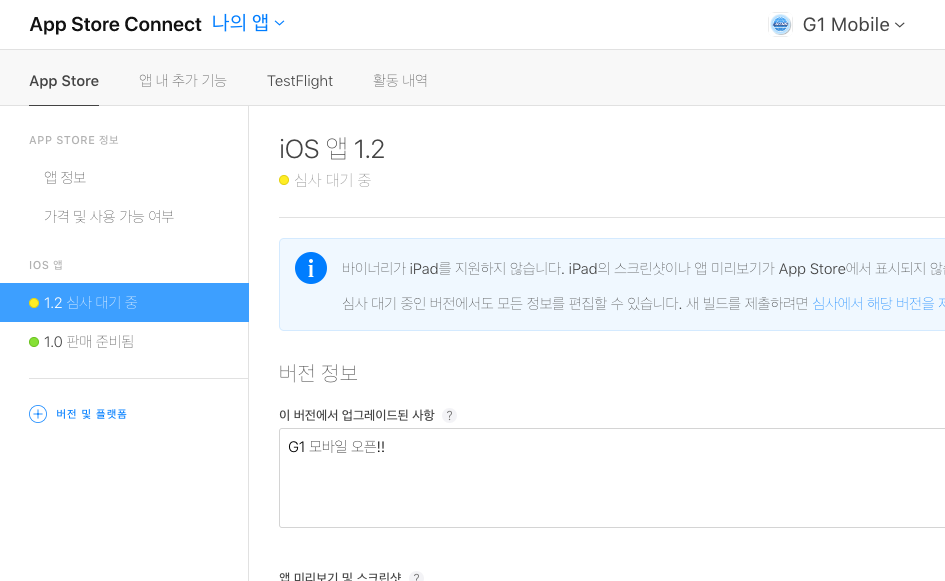 App Store Connect 나의 앱
G1 Mobile
App Store 앱 내 추가 기능 TestFlight 활동 내역
APP STORE 정보
앱 정보
가격 및 사용 가능 여부
IOS 앱
1.2 심사 대기 중
1.0 판매 준비됨
버전 및 플랫폼
iOS 앱 1.2
심사 대기 중
바이너리가 iPad를 지원하지 않습니다. iPad의 스크린샷이나 앱 미리보기가 App Store에서 표시되지
심사 대기 중인 버전에서도 모든 정보를 편집할 수 있습니다. 새 빌드를 제출하려면 심사에서 해당 버전을
버전 정보
이 버전에서 업그레이드된 사항 ?
G1 모바일 오픈!!
앱 미리보기 및 스크린샷 ?